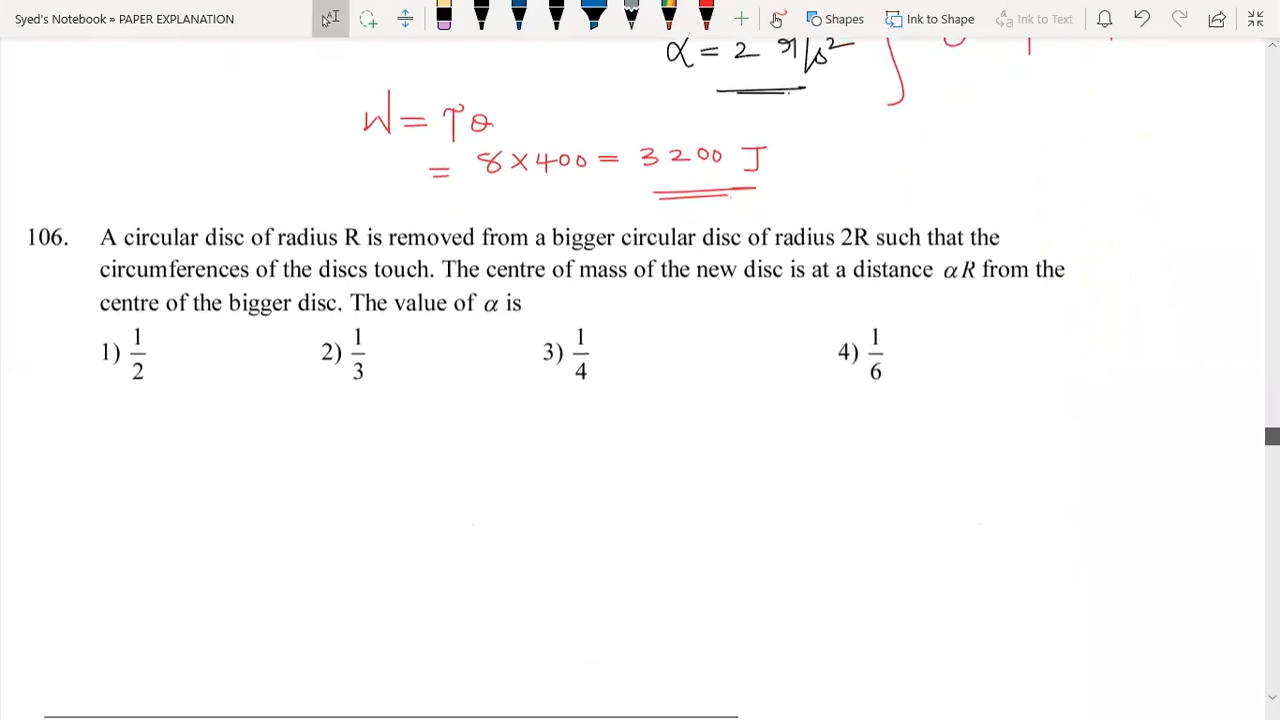 Syed's Notebook » PAPER EXPLANATION
Shapes
Ink to Shape
Ink to Text
α = 2 r/s²
W = τθ
= 8 × 400 = 3200 J
106. A circular disc of radius R is removed from a bigger circular disc of radius 2R such that the
circumferences of the discs touch. The centre of mass of the new disc is at a distance αR from the
centre of the bigger disc. The value of α is
1) 1/2 2) 1/3 3) 1/4 4) 1/6